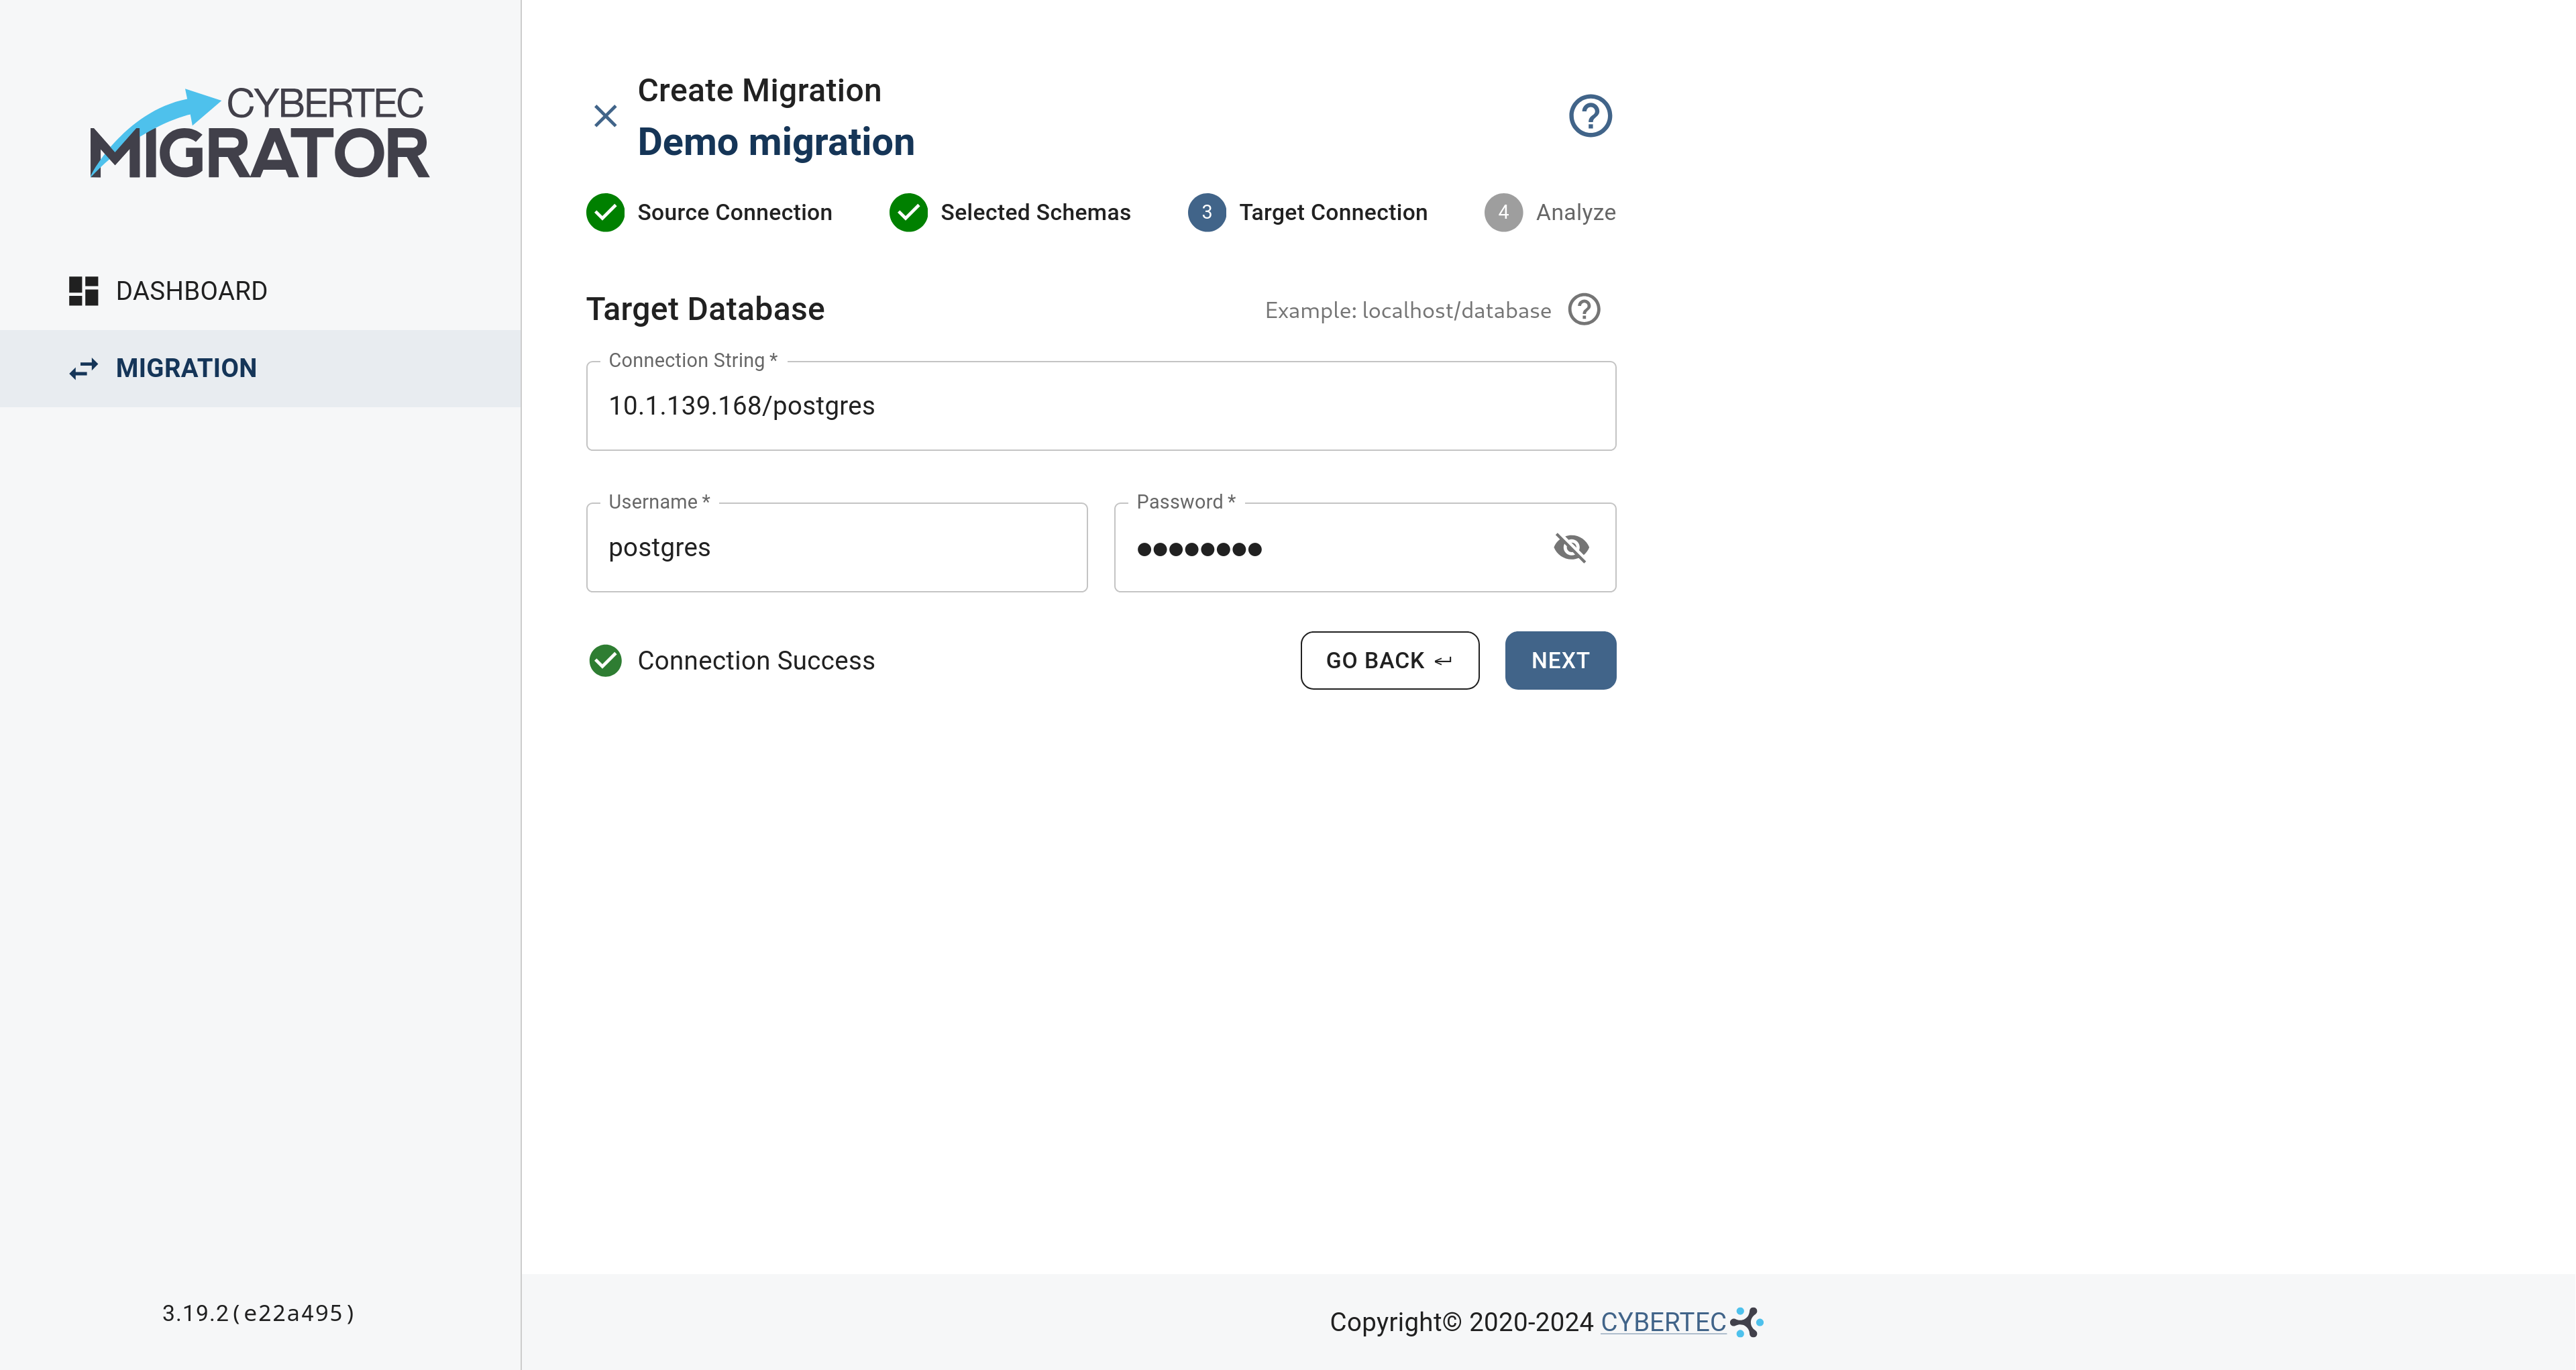 CYBERTEC
MIGRATOR
DASHBOARD
MIGRATION
3.19.2(e22a495)
Create Migration
Demo migration
Source Connection
Selected Schemas
3 Target Connection
4 Analyze
Target Database
Example: localhost/database
Connection String *
10.1.139.168/postgres
Username *
postgres
Password *
••••••••
Connection Success
GO BACK
NEXT
Copyright© 2020-2024 CYBERTEC